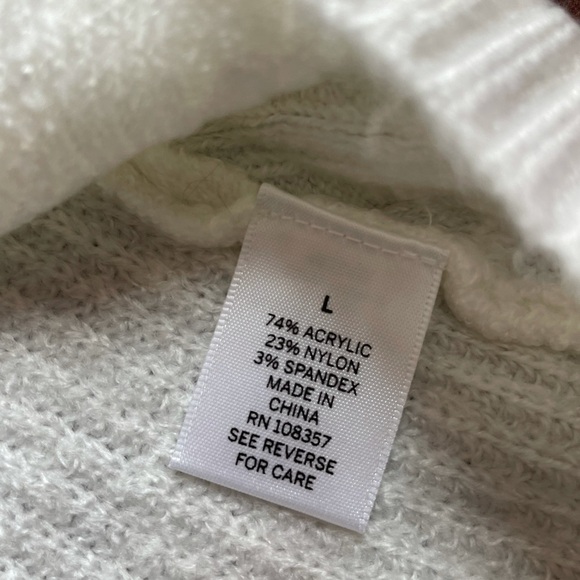 L
74% ACRYLIC
23% NYLON
3% SPANDEX
MADE IN
CHINA
RN 108357
SEE REVERSE
FOR CARE